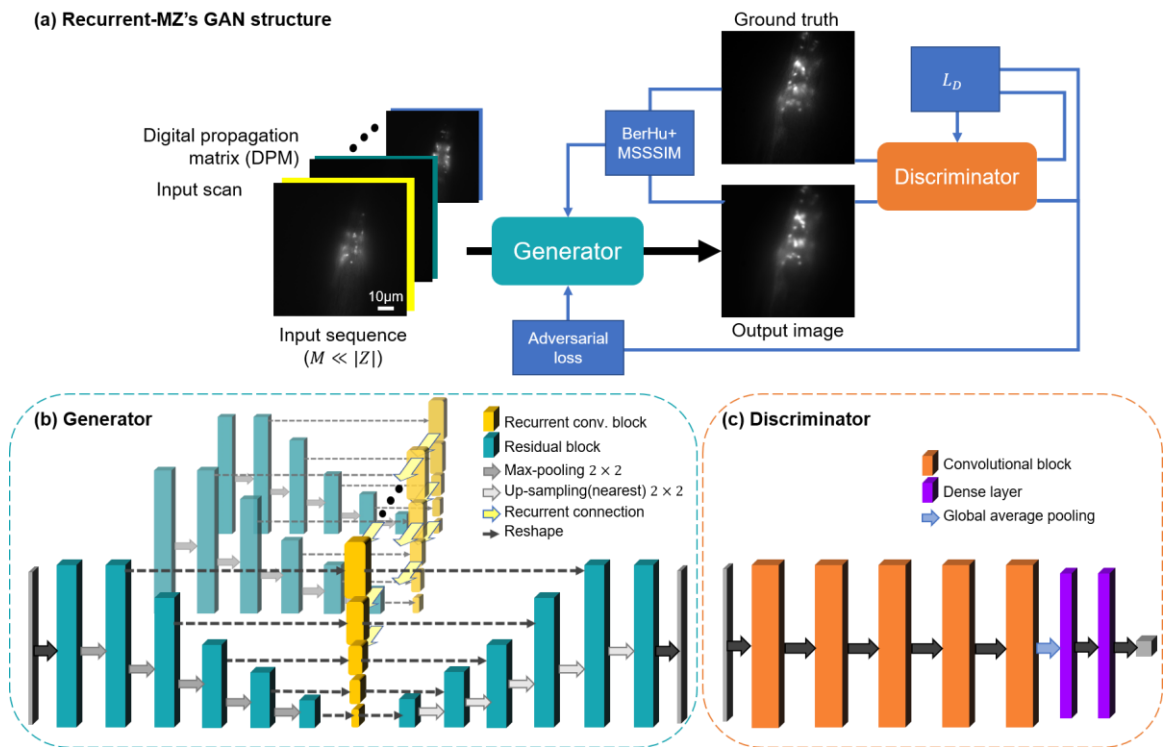 (a) Recurrent-MZ's GAN structure
Ground truth
Digital propagation
matrix (DPM)
Input scan
10μm
Input sequence
(M ≪ |Z|)
BerHu+
MSSSIM
Generator
Adversarial
loss
Output image
L_D
Discriminator
(b) Generator
Recurrent conv. block
Residual block
Max-pooling 2 × 2
Up-sampling(nearest) 2 × 2
Recurrent connection
Reshape
(c) Discriminator
Convolutional block
Dense layer
Global average pooling